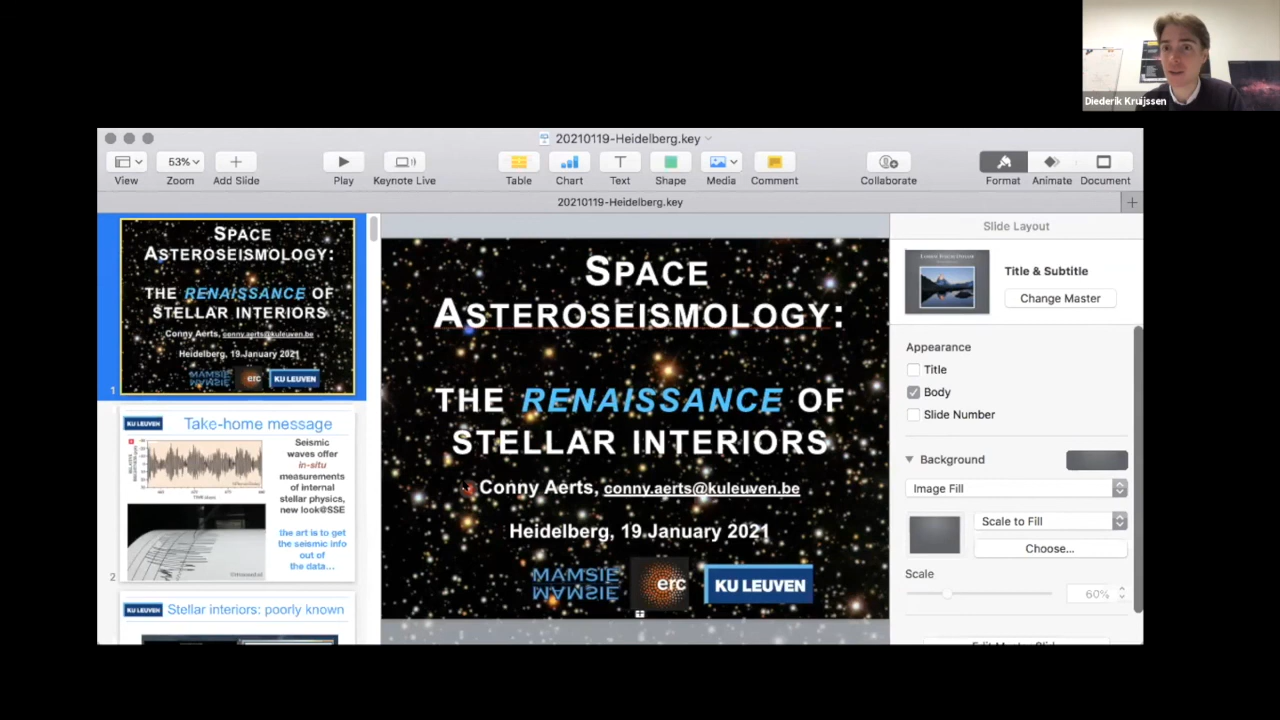 Diederik Kruijssen
20210119-Heidelberg.key
53%
View
Zoom
Add Slide
Play
Keynote Live
Table
Chart
Text
Shape
Media
Comment
Collaborate
Format
Animate
Document
20210119-Heidelberg.key
SPACE
ASTEROSEISMOLOGY:
THE RENAISSANCE OF
STELLAR INTERIORS
Conny Aerts, conny.aerts@kuleuven.be
Heidelberg, 19 January 2021
MAMSIE
erc
KU LEUVEN
1
KU LEUVEN
Take-home message
Seismic
waves offer
in-situ
measurements
of internal
stellar physics,
new look@SSE
the art is to get
the seismic info
out of
the data...
2
KU LEUVEN
Stellar interiors: poorly known
SPACE
ASTEROSEISMOLOGY:
THE RENAISSANCE OF
STELLAR INTERIORS
Conny Aerts, conny.aerts@kuleuven.be
Heidelberg, 19 January 2021
MAMSIE
erc
KU LEUVEN
Slide Layout
Title & Subtitle
Change Master
Appearance
Title
Body
Slide Number
Background
Image Fill
Scale to Fill
Choose...
Scale
60%